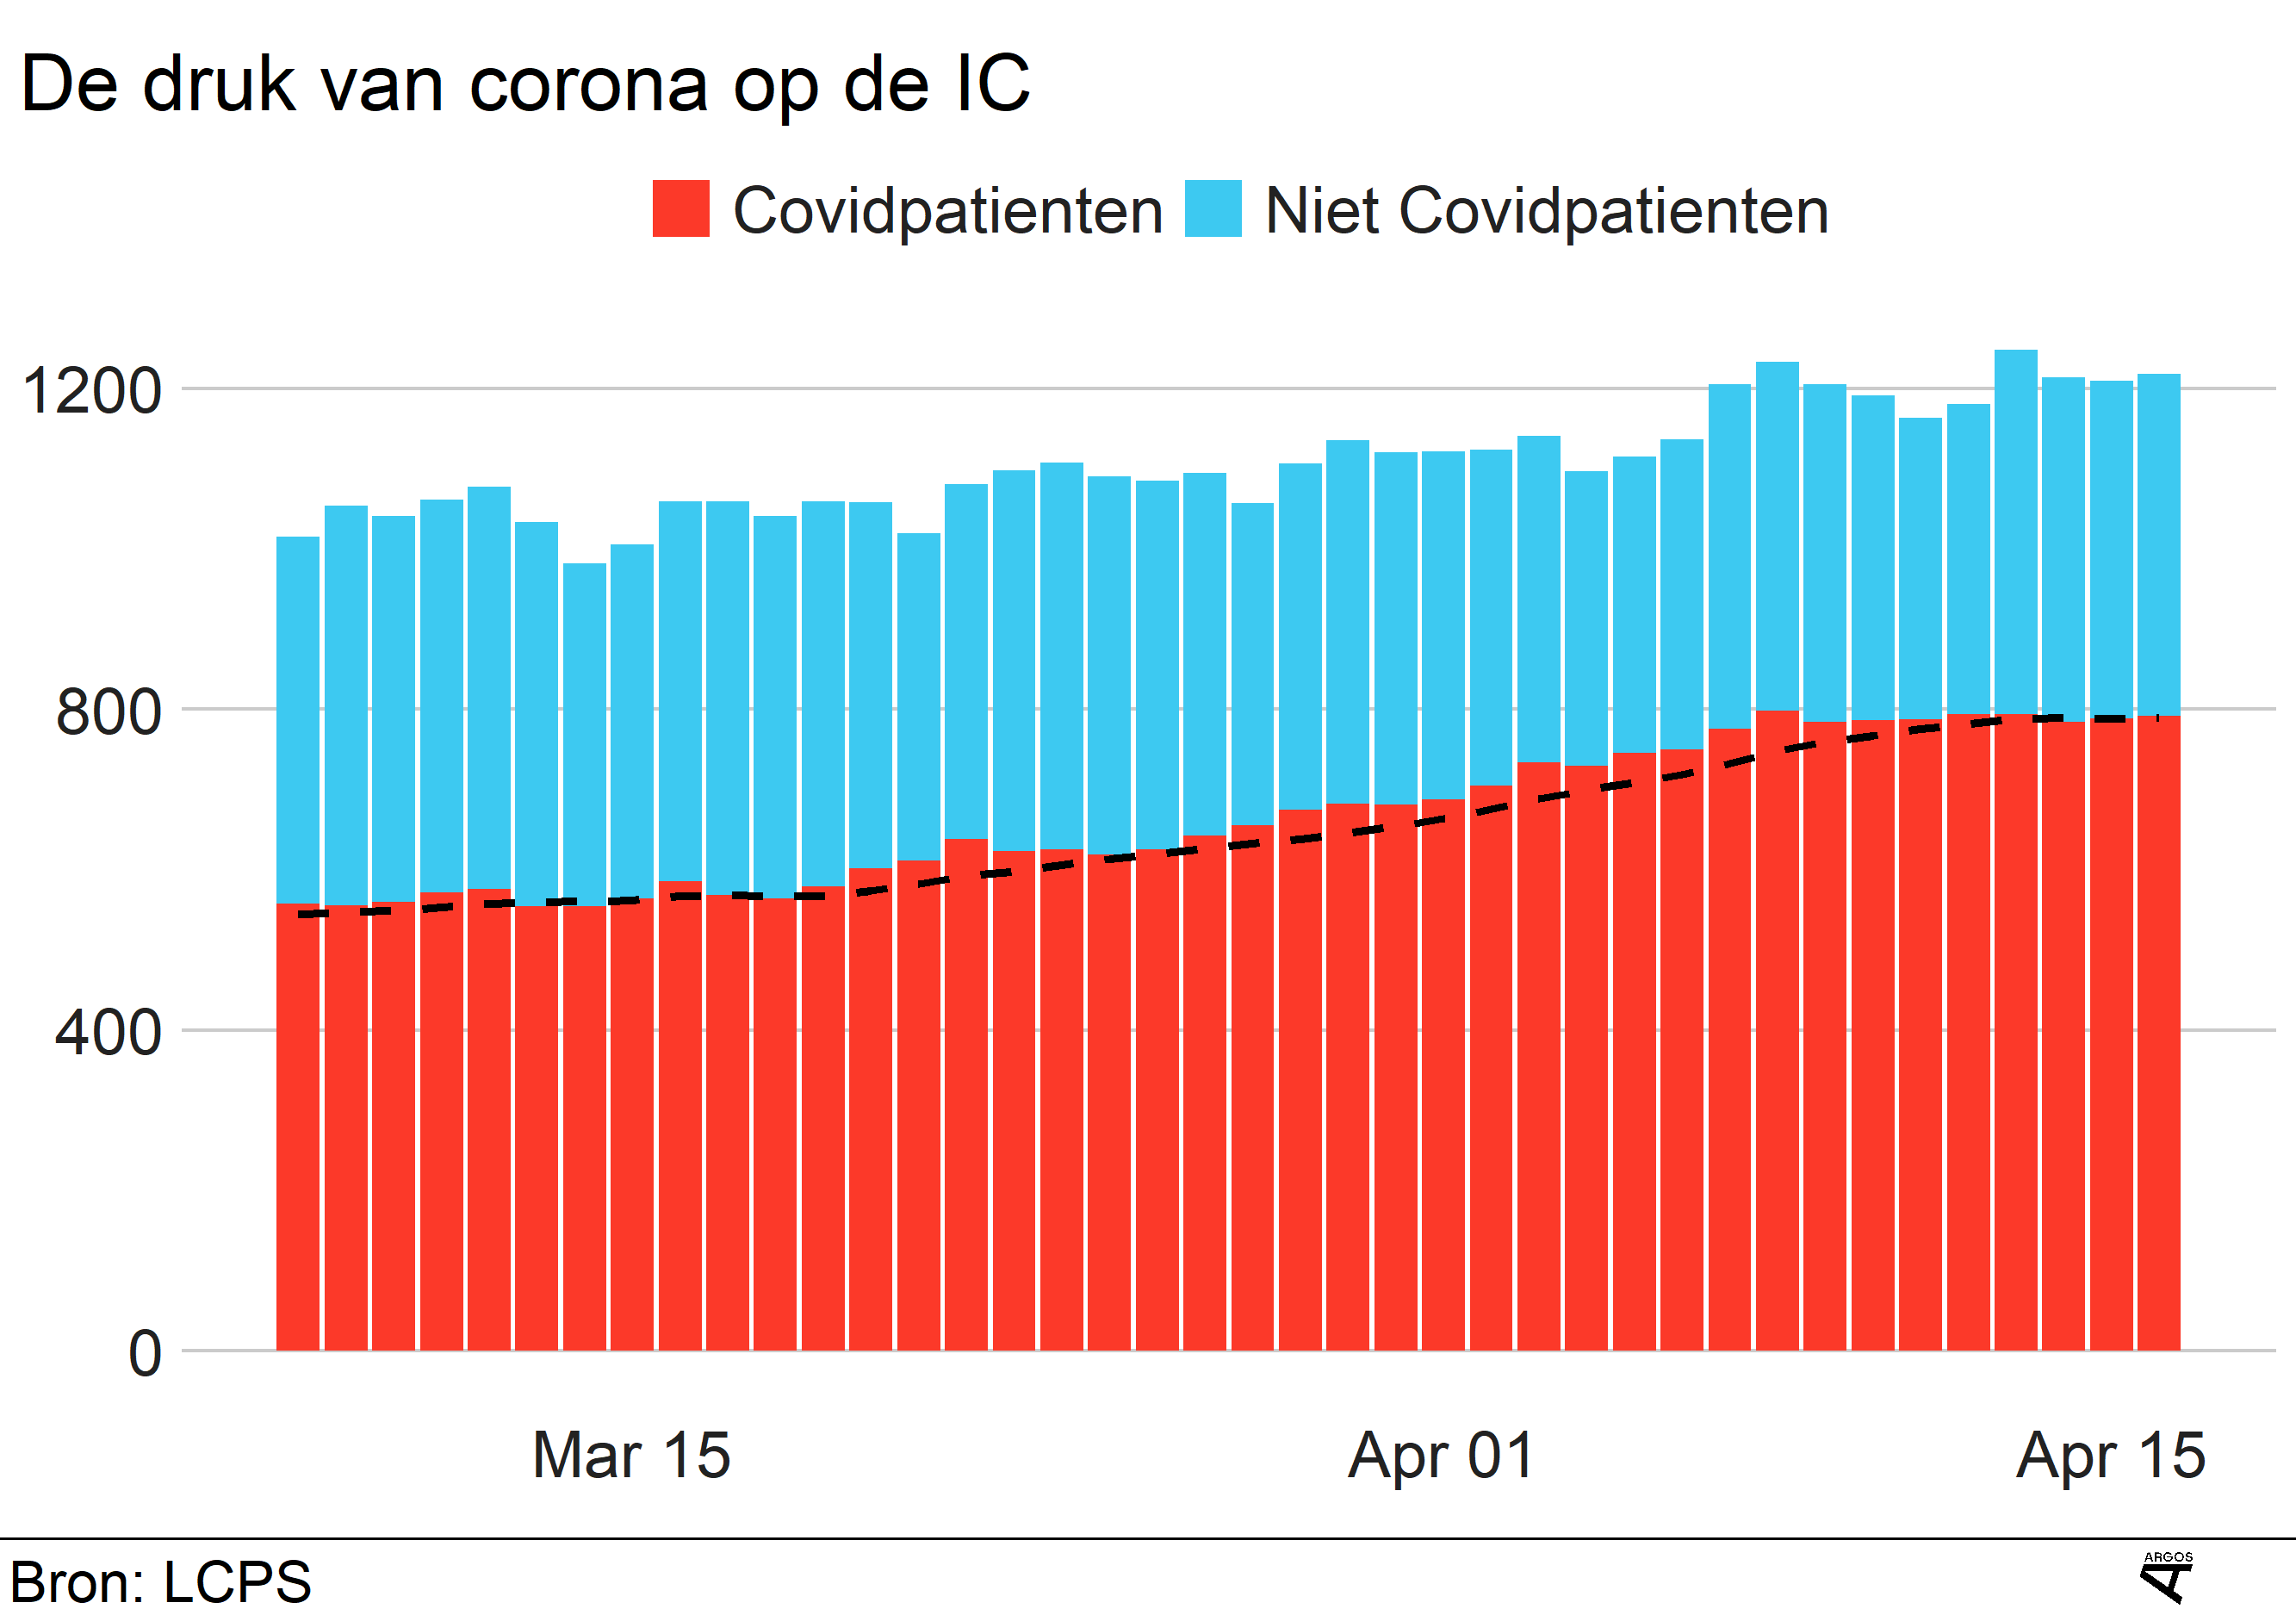 De druk van corona op de IC
Covidpatienten Niet Covidpatienten
1200
800
400
0
Mar 15 Apr 01 Apr 15
Bron: LCPS
ARGOS
A